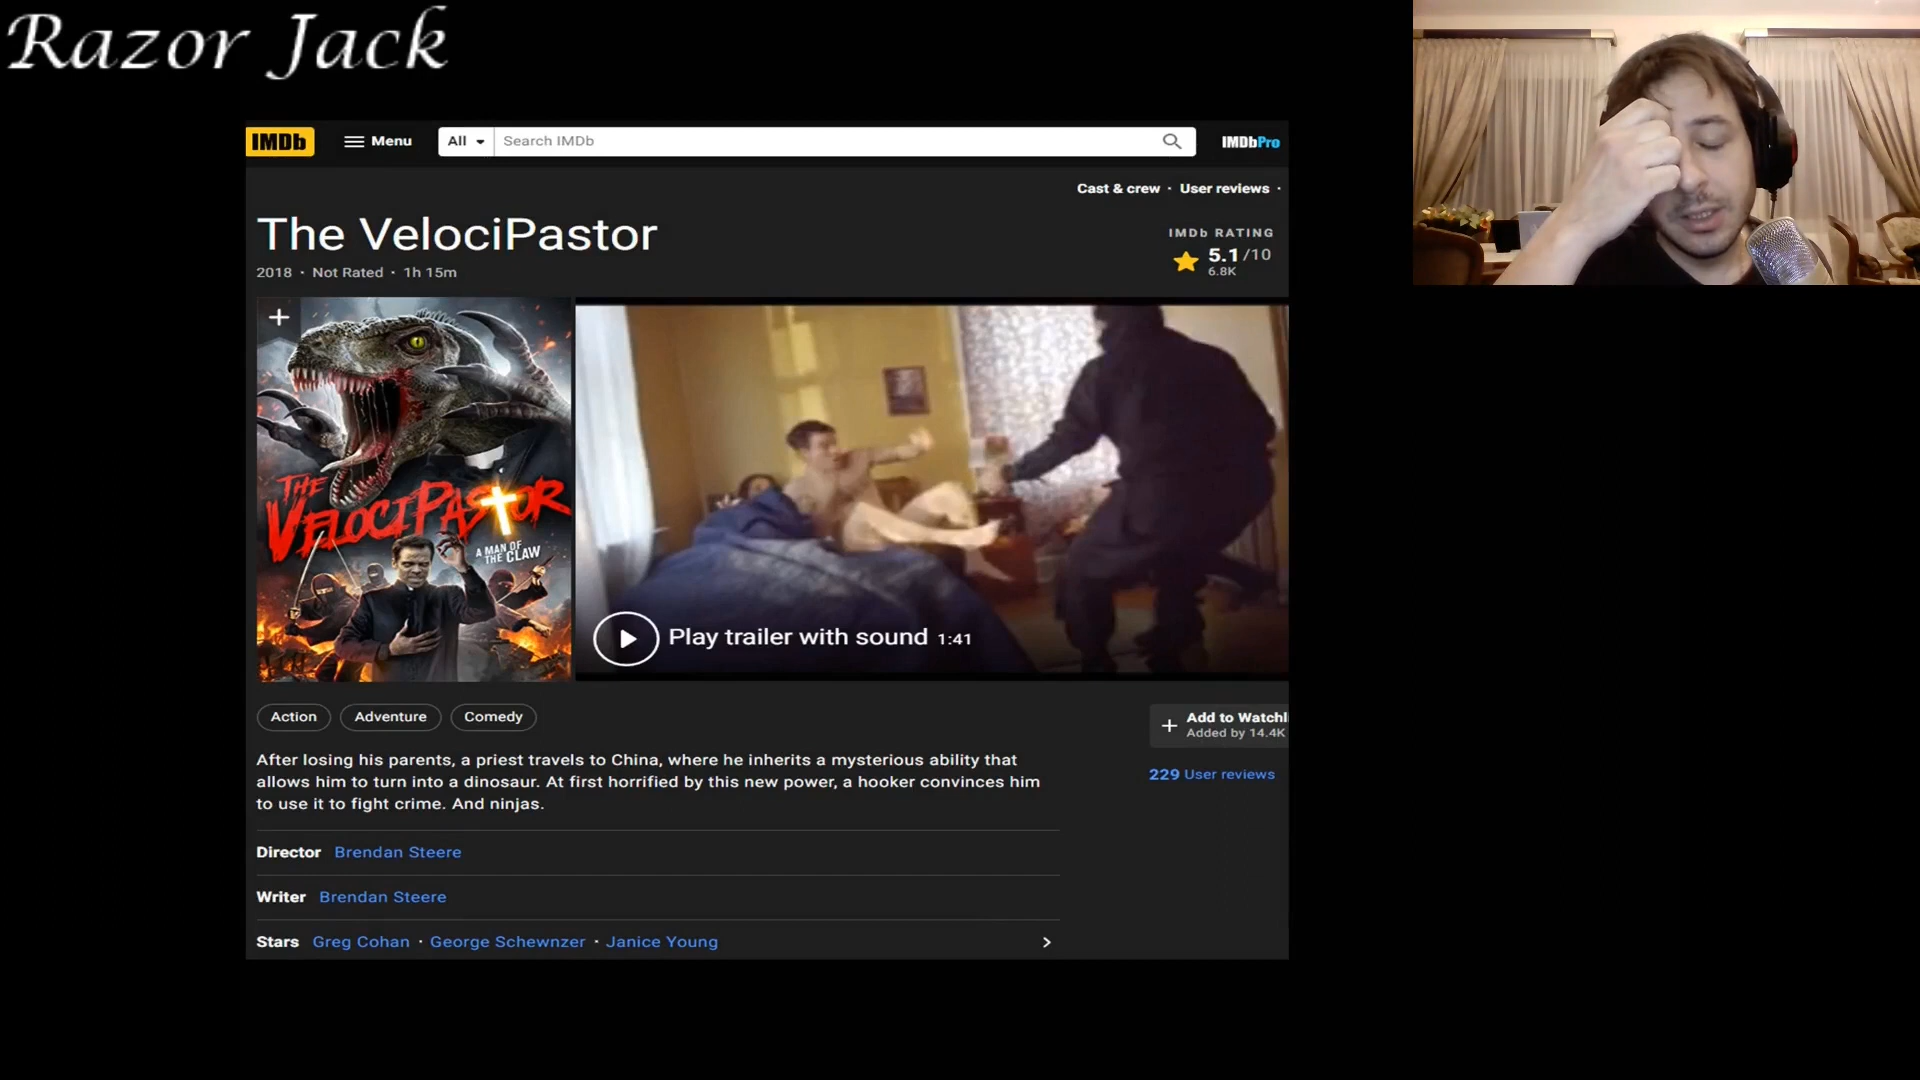 Razor Jack
IMDb
Menu
All
Search IMDb
IMDbPro
Cast & crew · User reviews ·
The VelociPastor
2018 · Not Rated · 1h 15m
IMDb RATING
5.1/10
6.8K
THE
VELOCIPASTOR
A MAN OF
THE CLAW
Play trailer with sound 1:41
Action
Adventure
Comedy
Add to Watchli
Added by 14.4K
229 User reviews
After losing his parents, a priest travels to China, where he inherits a mysterious ability that
allows him to turn into a dinosaur. At first horrified by this new power, a hooker convinces him
to use it to fight crime. And ninjas.
Director Brendan Steere
Writer Brendan Steere
Stars Greg Cohan · George Schewnzer · Janice Young